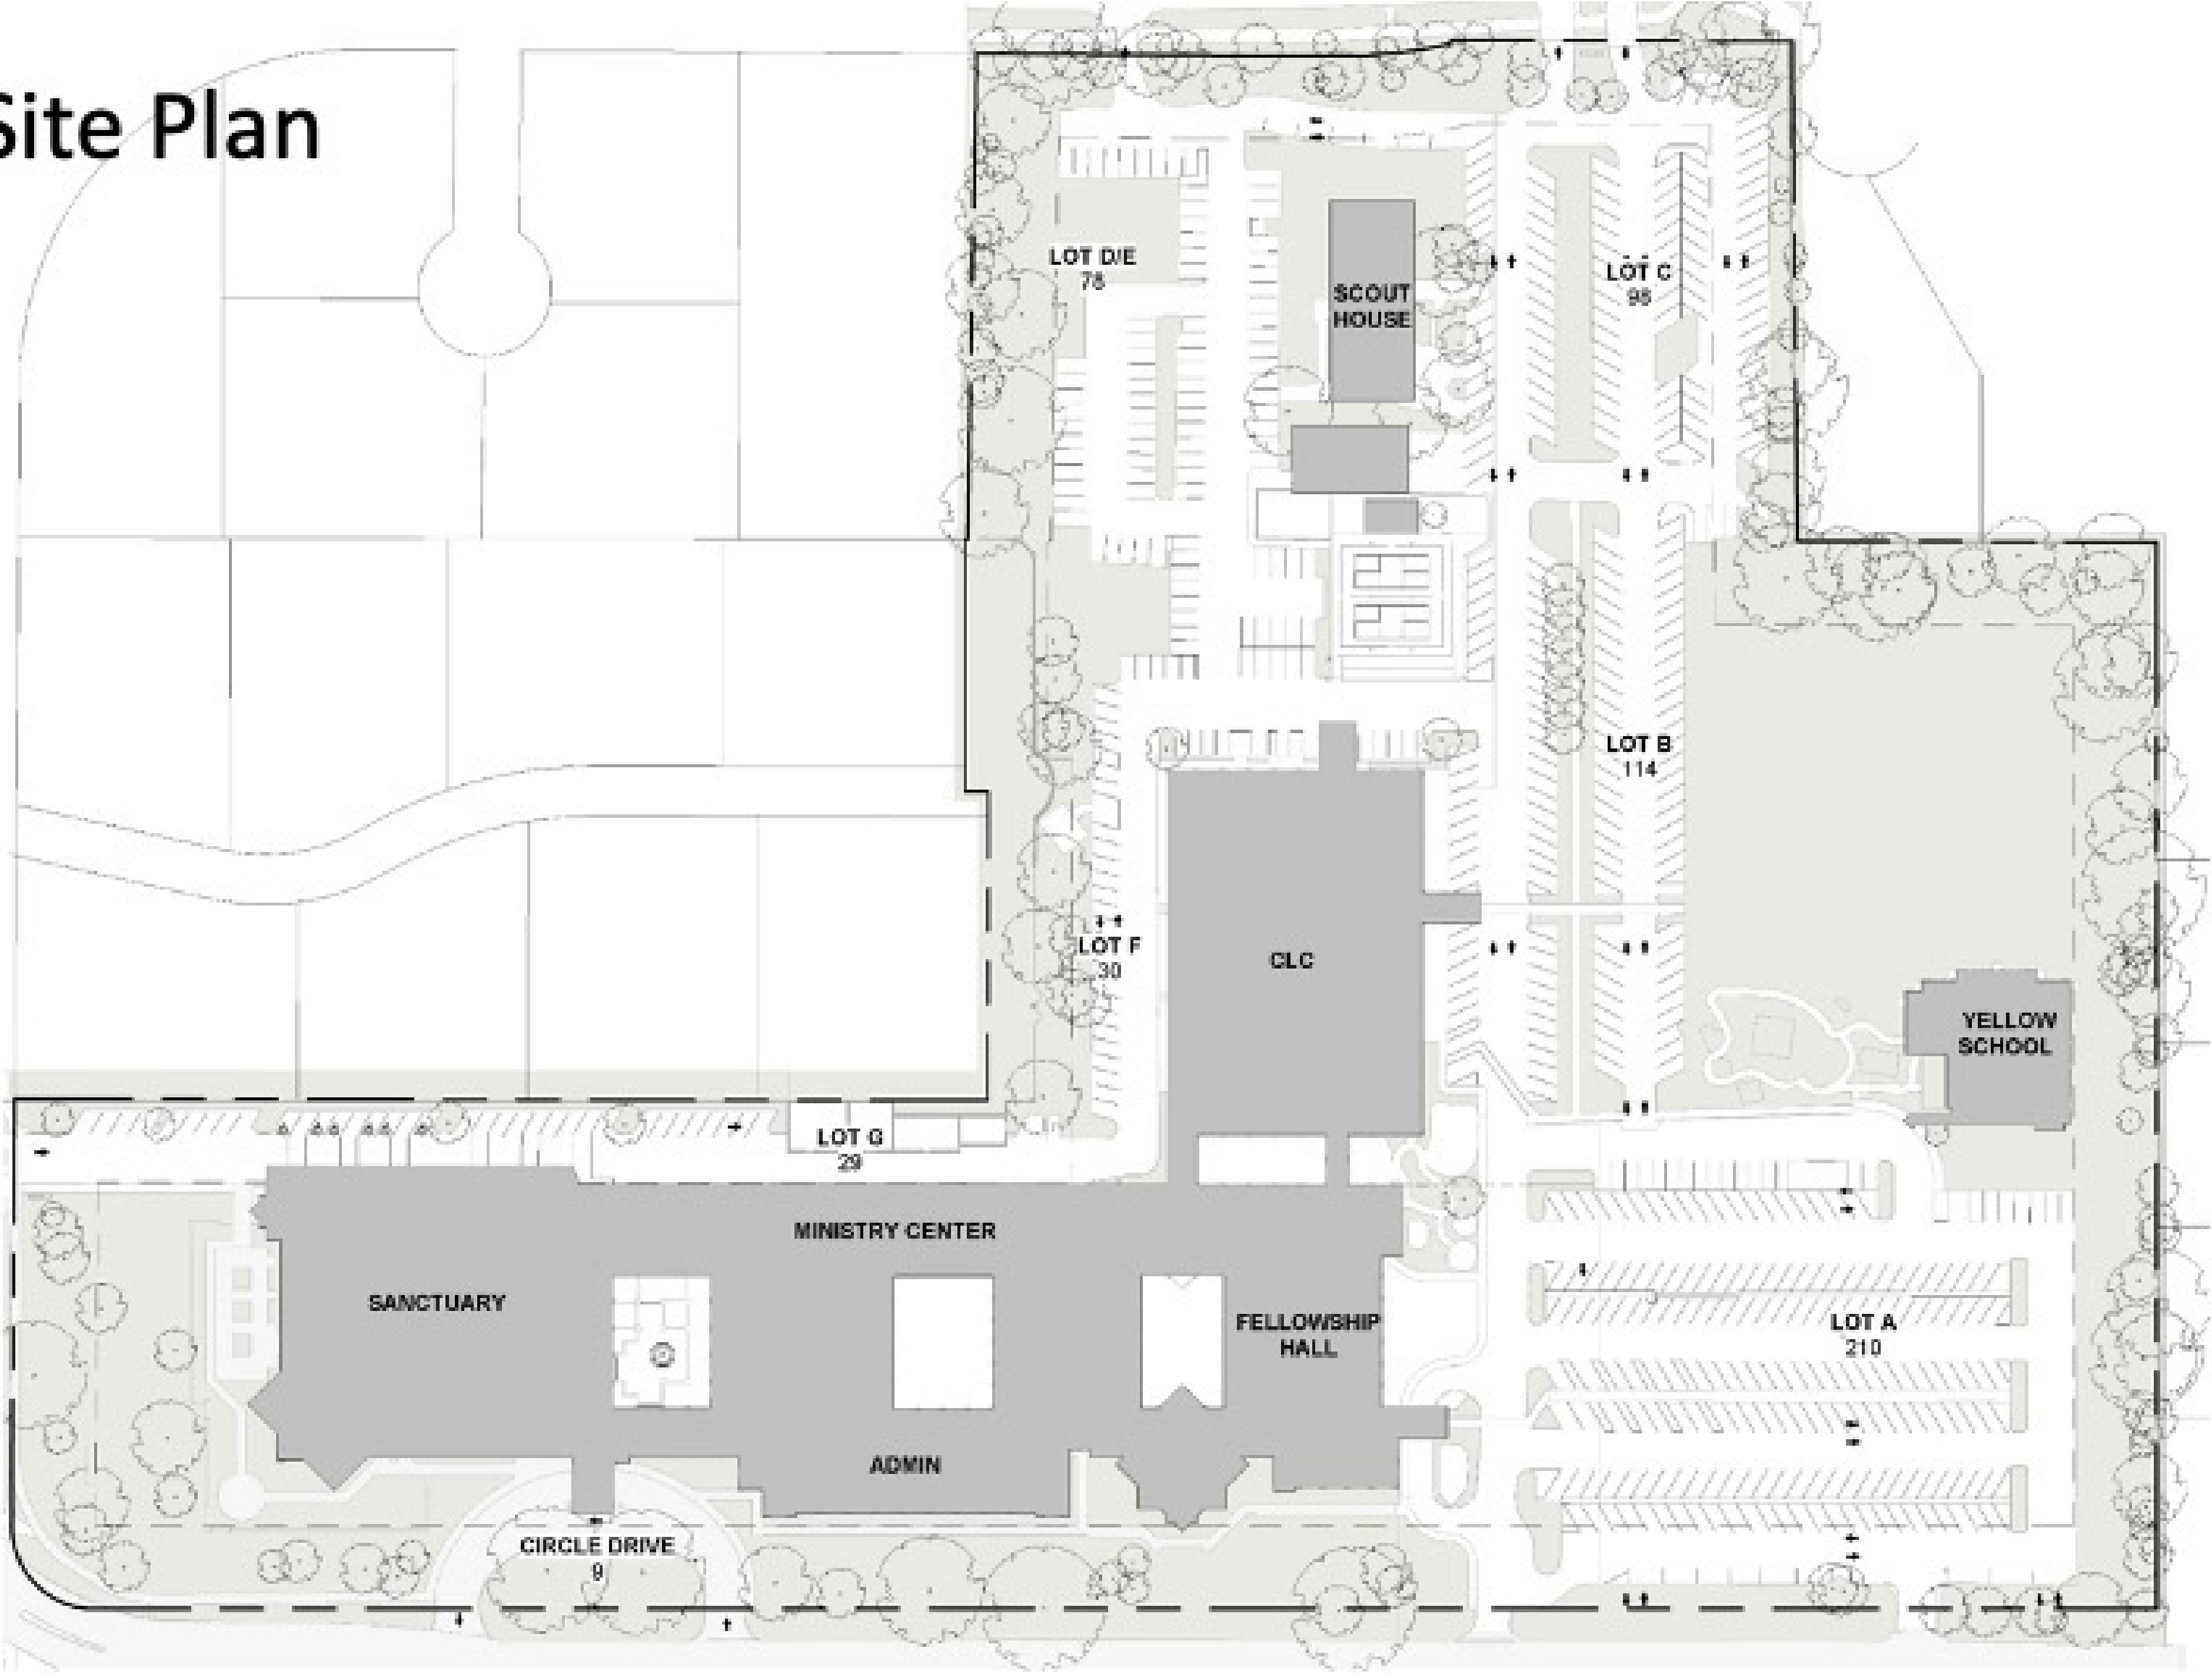 Site Plan
LOT D/E
78
SCOUT
HOUSE
LOT C
98
LOT B
114
LOT F
30
CLC
YELLOW
SCHOOL
LOT G
29
MINISTRY CENTER
SANCTUARY
FELLOWSHIP
HALL
LOT A
210
ADMIN
CIRCLE DRIVE
9